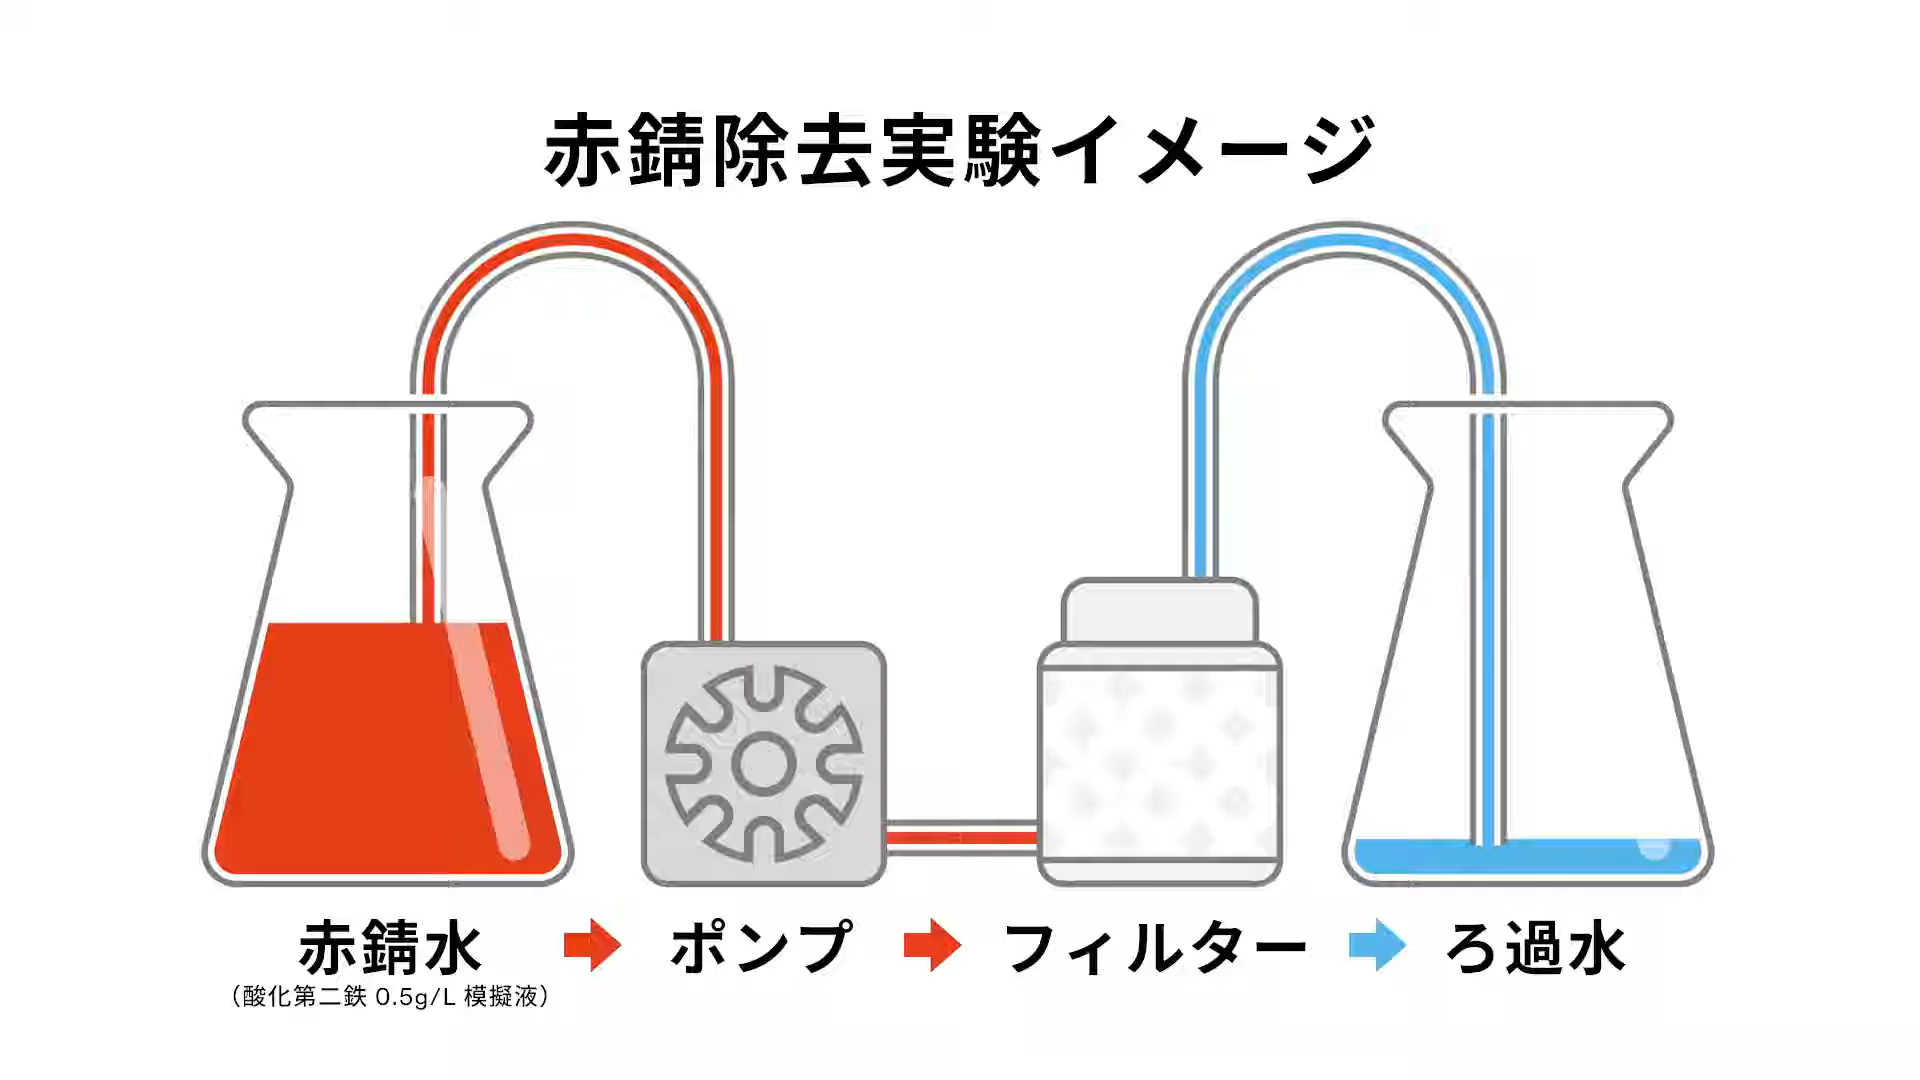 赤錆除去実験イメージ
赤錆水 → ポンプ → フィルター → ろ過水
（酸化第二鉄 0.5g/L 模擬液）